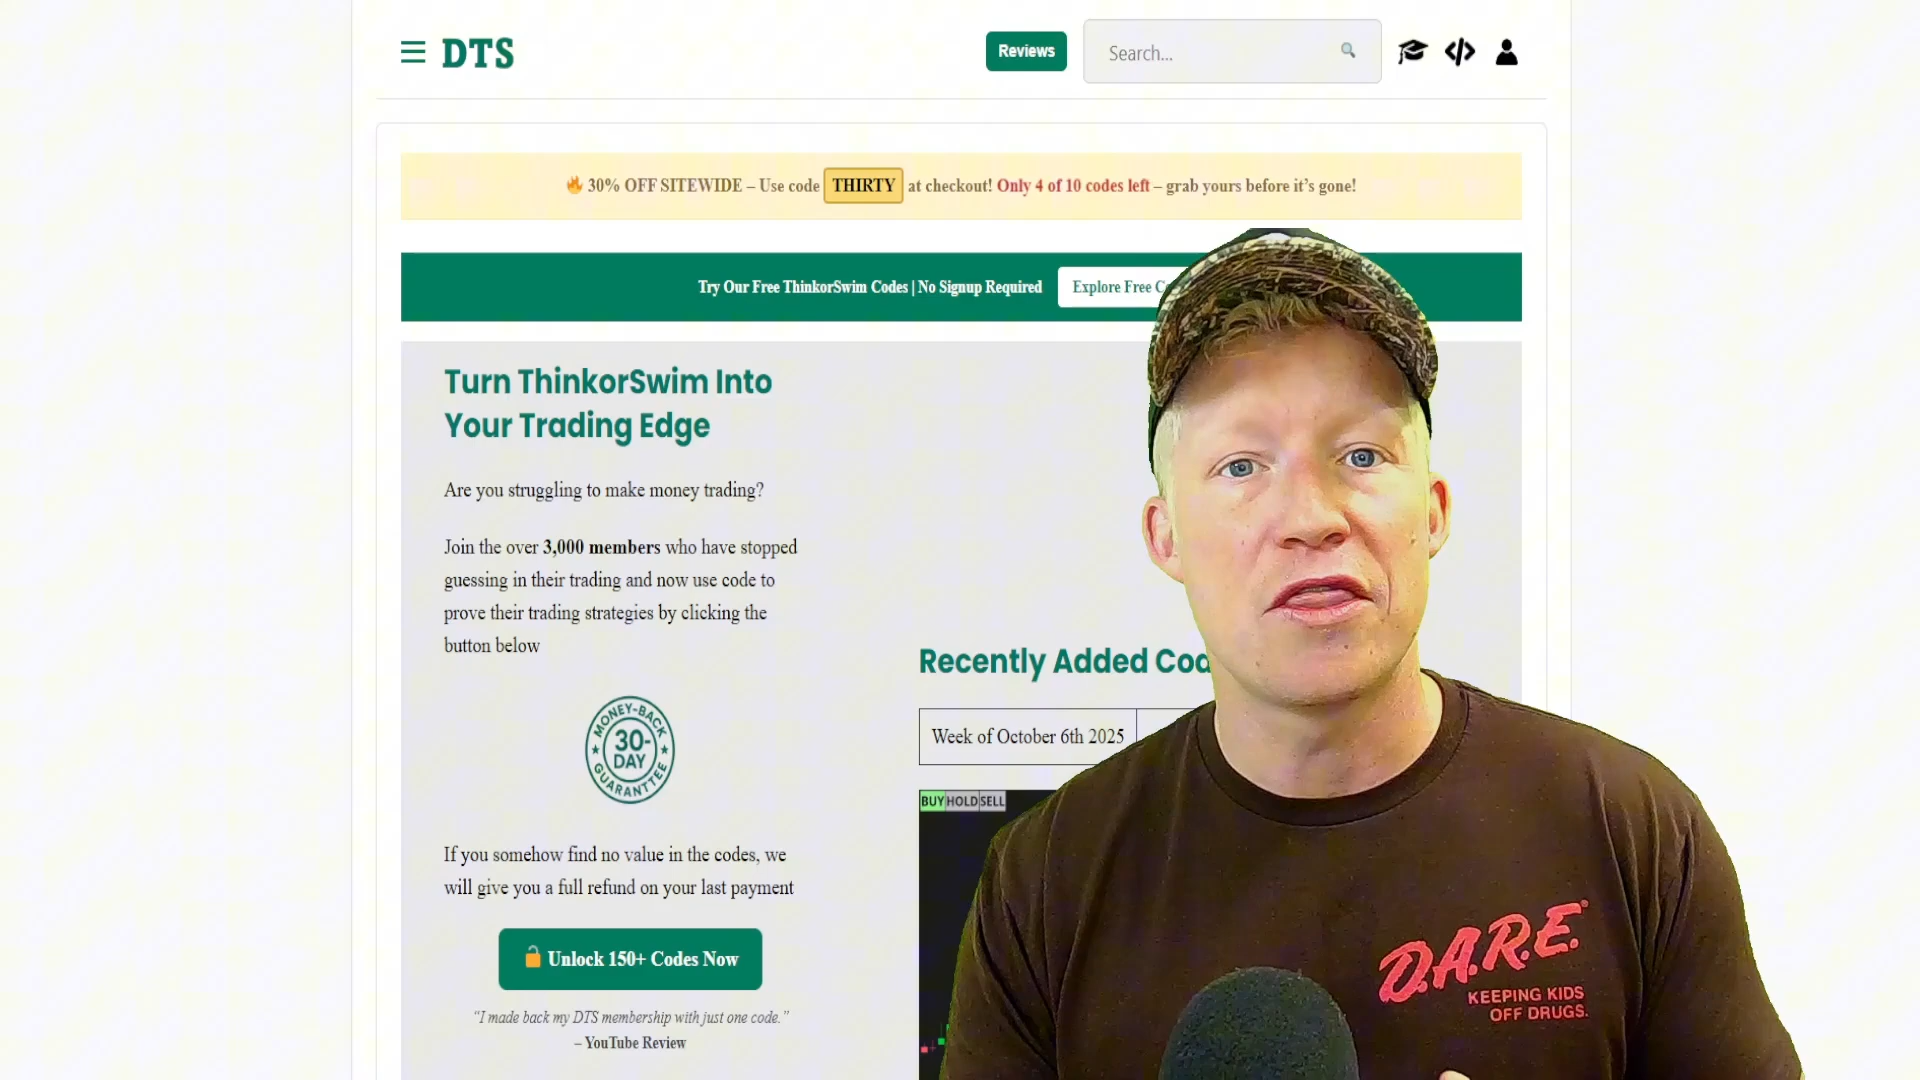 DTS
Reviews
Search...
30% OFF SITEWIDE – Use code THIRTY at checkout! Only 4 of 10 codes left – grab yours before it's gone!
Try Our Free ThinkorSwim Codes | No Signup Required
Explore Free
Turn ThinkorSwim Into
Your Trading Edge
Are you struggling to make money trading?
Join the over 3,000 members who have stopped
guessing in their trading and now use code to
prove their trading strategies by clicking the
button below
MONEY-BACK
30-
DAY
GUARANTEE
If you somehow find no value in the codes, we
will give you a full refund on your last payment
Unlock 150+ Codes Now
“I made back my DTS membership with just one code.”
– YouTube Review
Recently Added
Week of October 6th 2025
BUY HOLD SELL
D.A.R.E.®
KEEPING KIDS
OFF DRUGS.